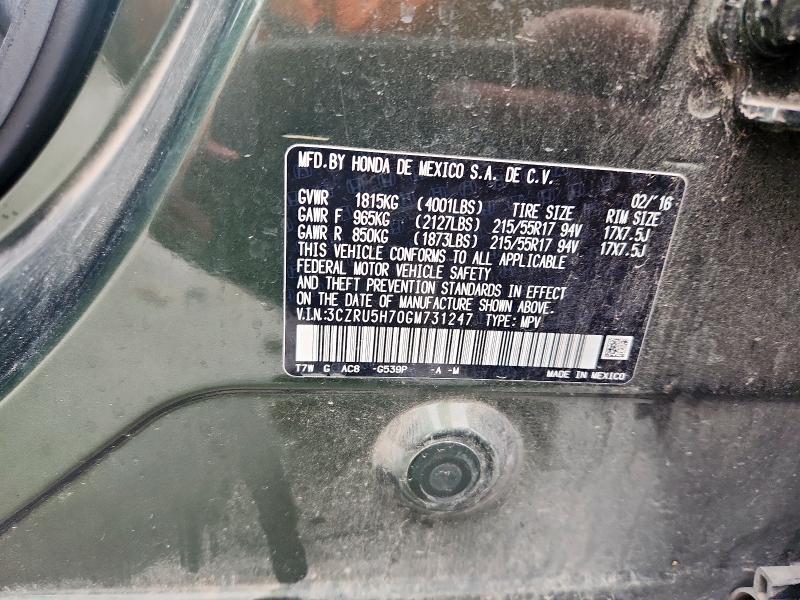 MFD.BY HONDA DE MEXICO S.A. DE C.V.
02/'16
GVWR 1815KG (4001LBS) TIRE SIZE RIM SIZE
GAWR F 965KG (2127LBS) 215/55R17 94V 17X7.5J
GAWR R 850KG (1873LBS) 215/55R17 94V 17X7.5J
THIS VEHICLE CONFORMS TO ALL APPLICABLE
FEDERAL MOTOR VEHICLE SAFETY
AND THEFT PREVENTION STANDARDS IN EFFECT
ON THE DATE OF MANUFACTURE SHOWN ABOVE.
V.I.N:3CZRU5H70GM731247 TYPE: MPV
T7W G AC8 -G539P -A -M MADE IN MEXICO